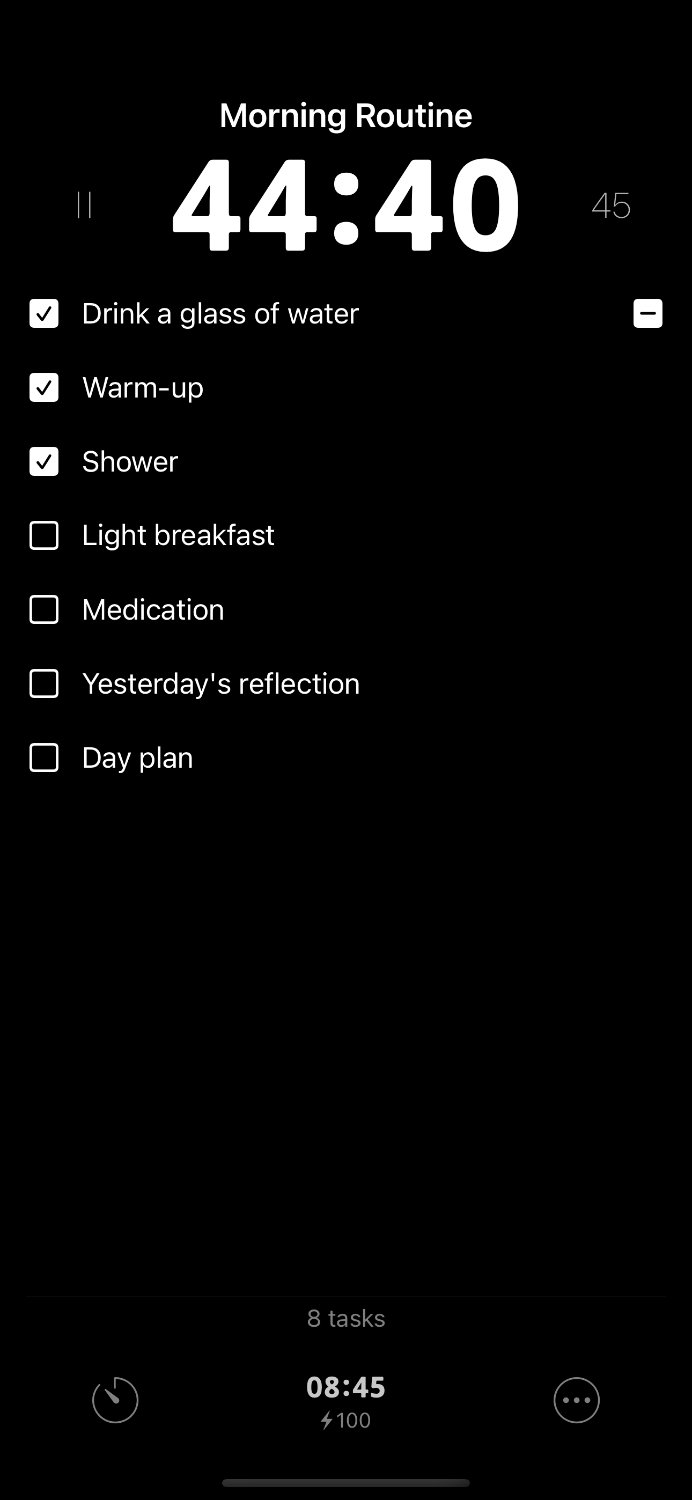 Morning Routine
44:40
45
Drink a glass of water
Warm-up
Shower
Light breakfast
Medication
Yesterday's reflection
Day plan
8 tasks
08:45
100